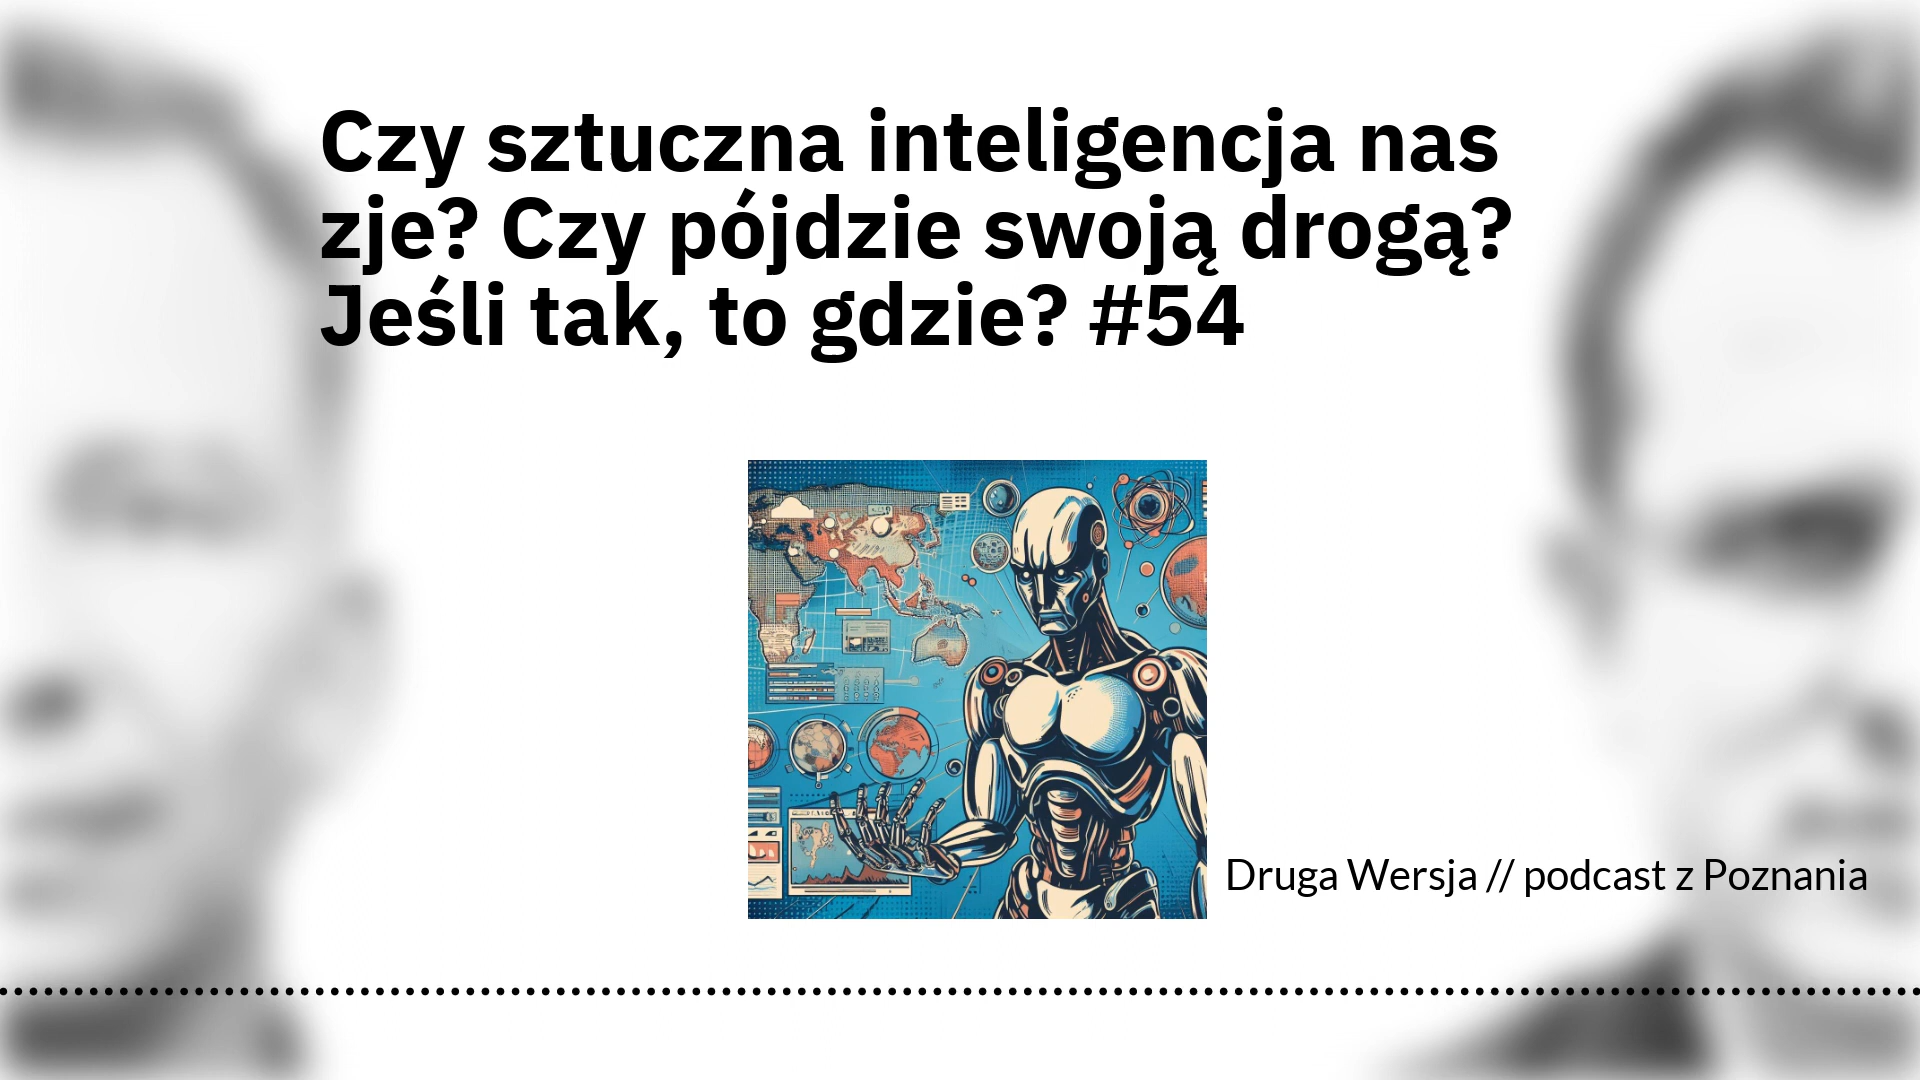 Czy sztuczna inteligencja nas
zje? Czy pójdzie swoją drogą?
Jeśli tak, to gdzie? #54
Druga Wersja // podcast z Poznania